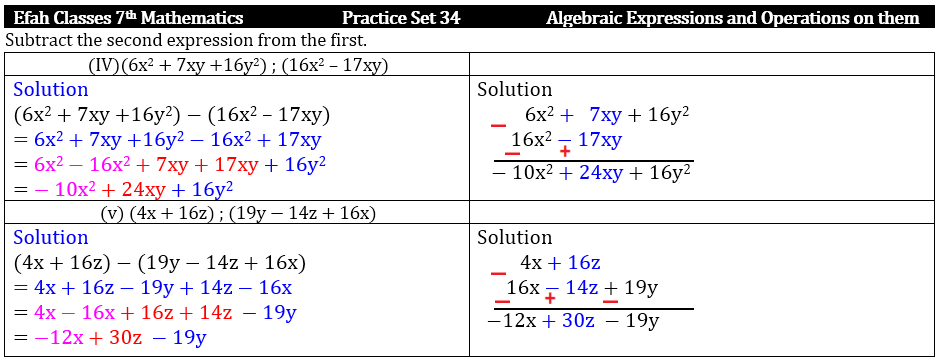 Efah Classes 7th Mathematics Practice Set 34 Algebraic Expressions and Operations on them
Subtract the second expression from the first.
(IV)(6x² + 7xy +16y²) ; (16x² – 17xy)
Solution
(6x² + 7xy +16y²) − (16x² – 17xy)
= 6x² + 7xy +16y² − 16x² + 17xy
= 6x² − 16x² + 7xy + 17xy + 16y²
= − 10x² + 24xy + 16y²
Solution
6x² + 7xy + 16y²
−
16x² − 17xy
− +
− 10x² + 24xy + 16y²
(v) (4x + 16z) ; (19y − 14z + 16x)
Solution
(4x + 16z) − (19y − 14z + 16x)
= 4x + 16z − 19y + 14z − 16x
= 4x − 16x + 16z + 14z − 19y
= −12x + 30z − 19y
Solution
4x + 16z
−
16x − 14z + 19y
− + −
−12x + 30z − 19y